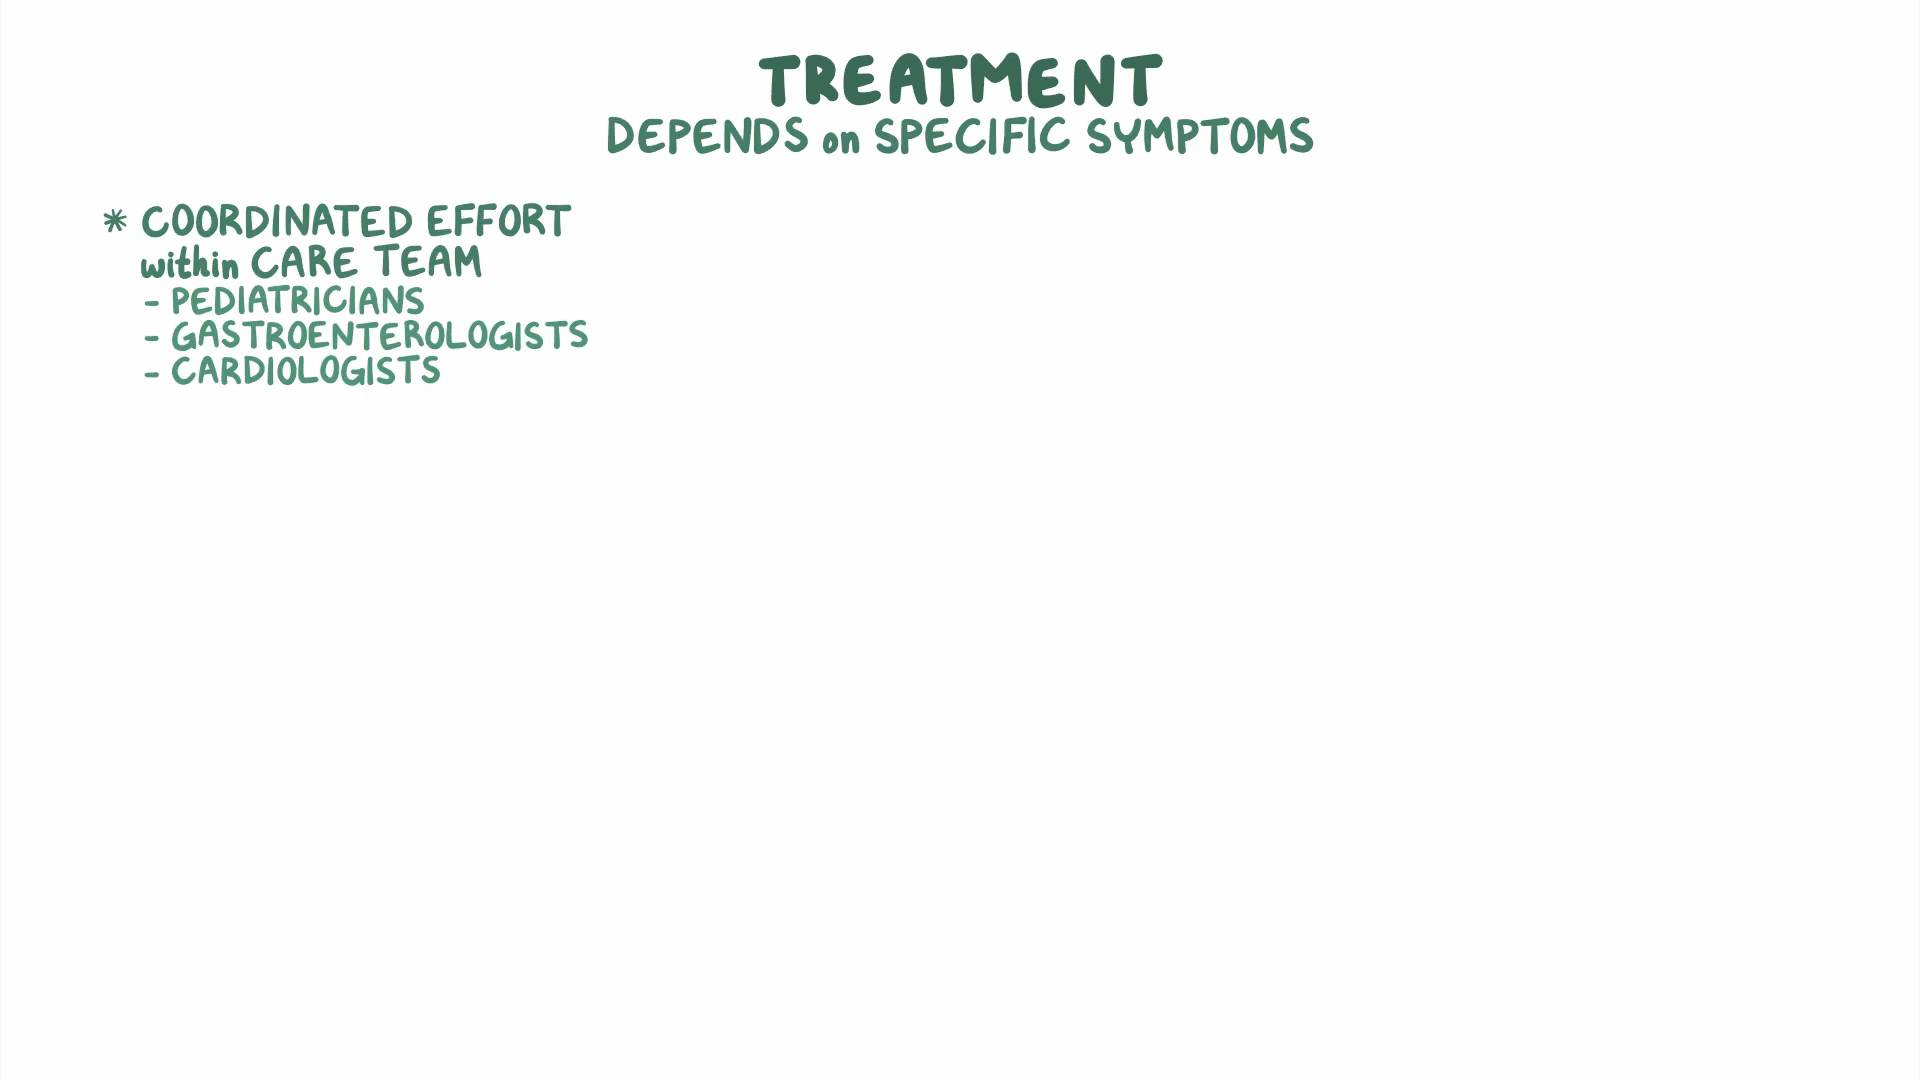 TREATMENT
DEPENDS on SPECIFIC SYMPTOMS
* COORDINATED EFFORT
within CARE TEAM
- PEDIATRICIANS
- GASTROENTEROLOGISTS
- CARDIOLOGISTS